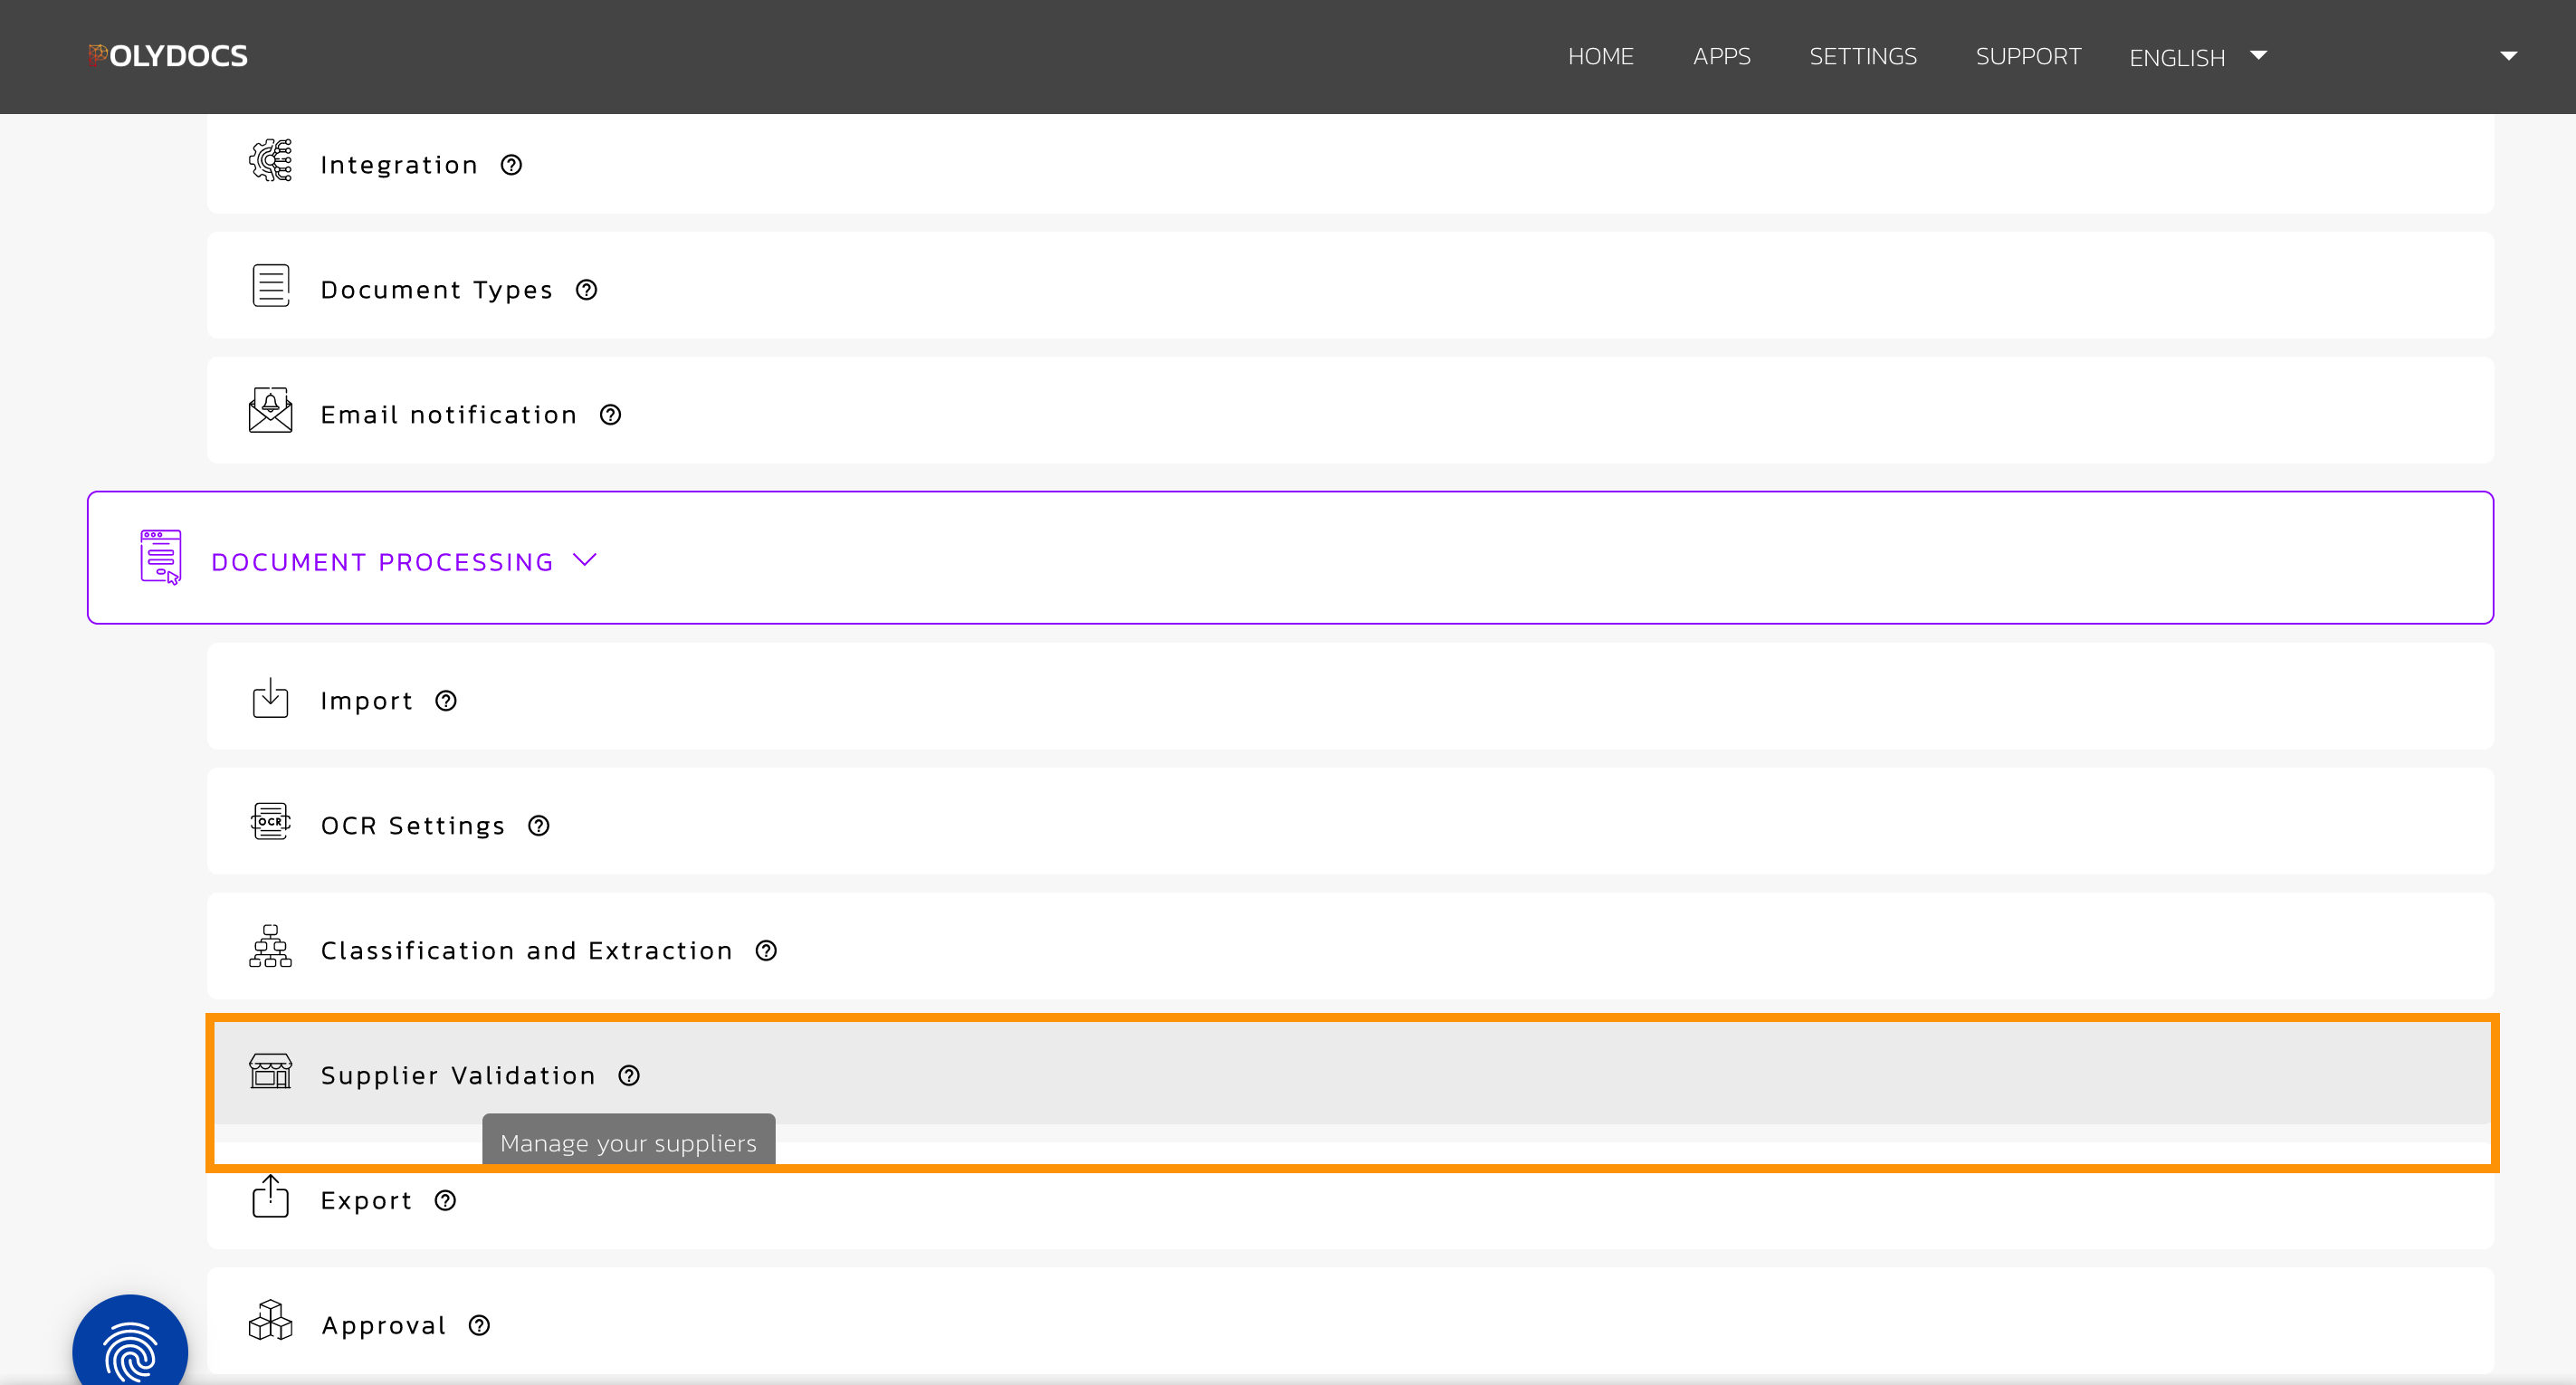 POLYDOCS HOME APPS SETTINGS SUPPORT ENGLISH
Integration
Document Types
Email notification
DOCUMENT PROCESSING
Import
OCR
OCR Settings
Classification and Extraction
Supplier Validation
Manage your suppliers
Export
Approval